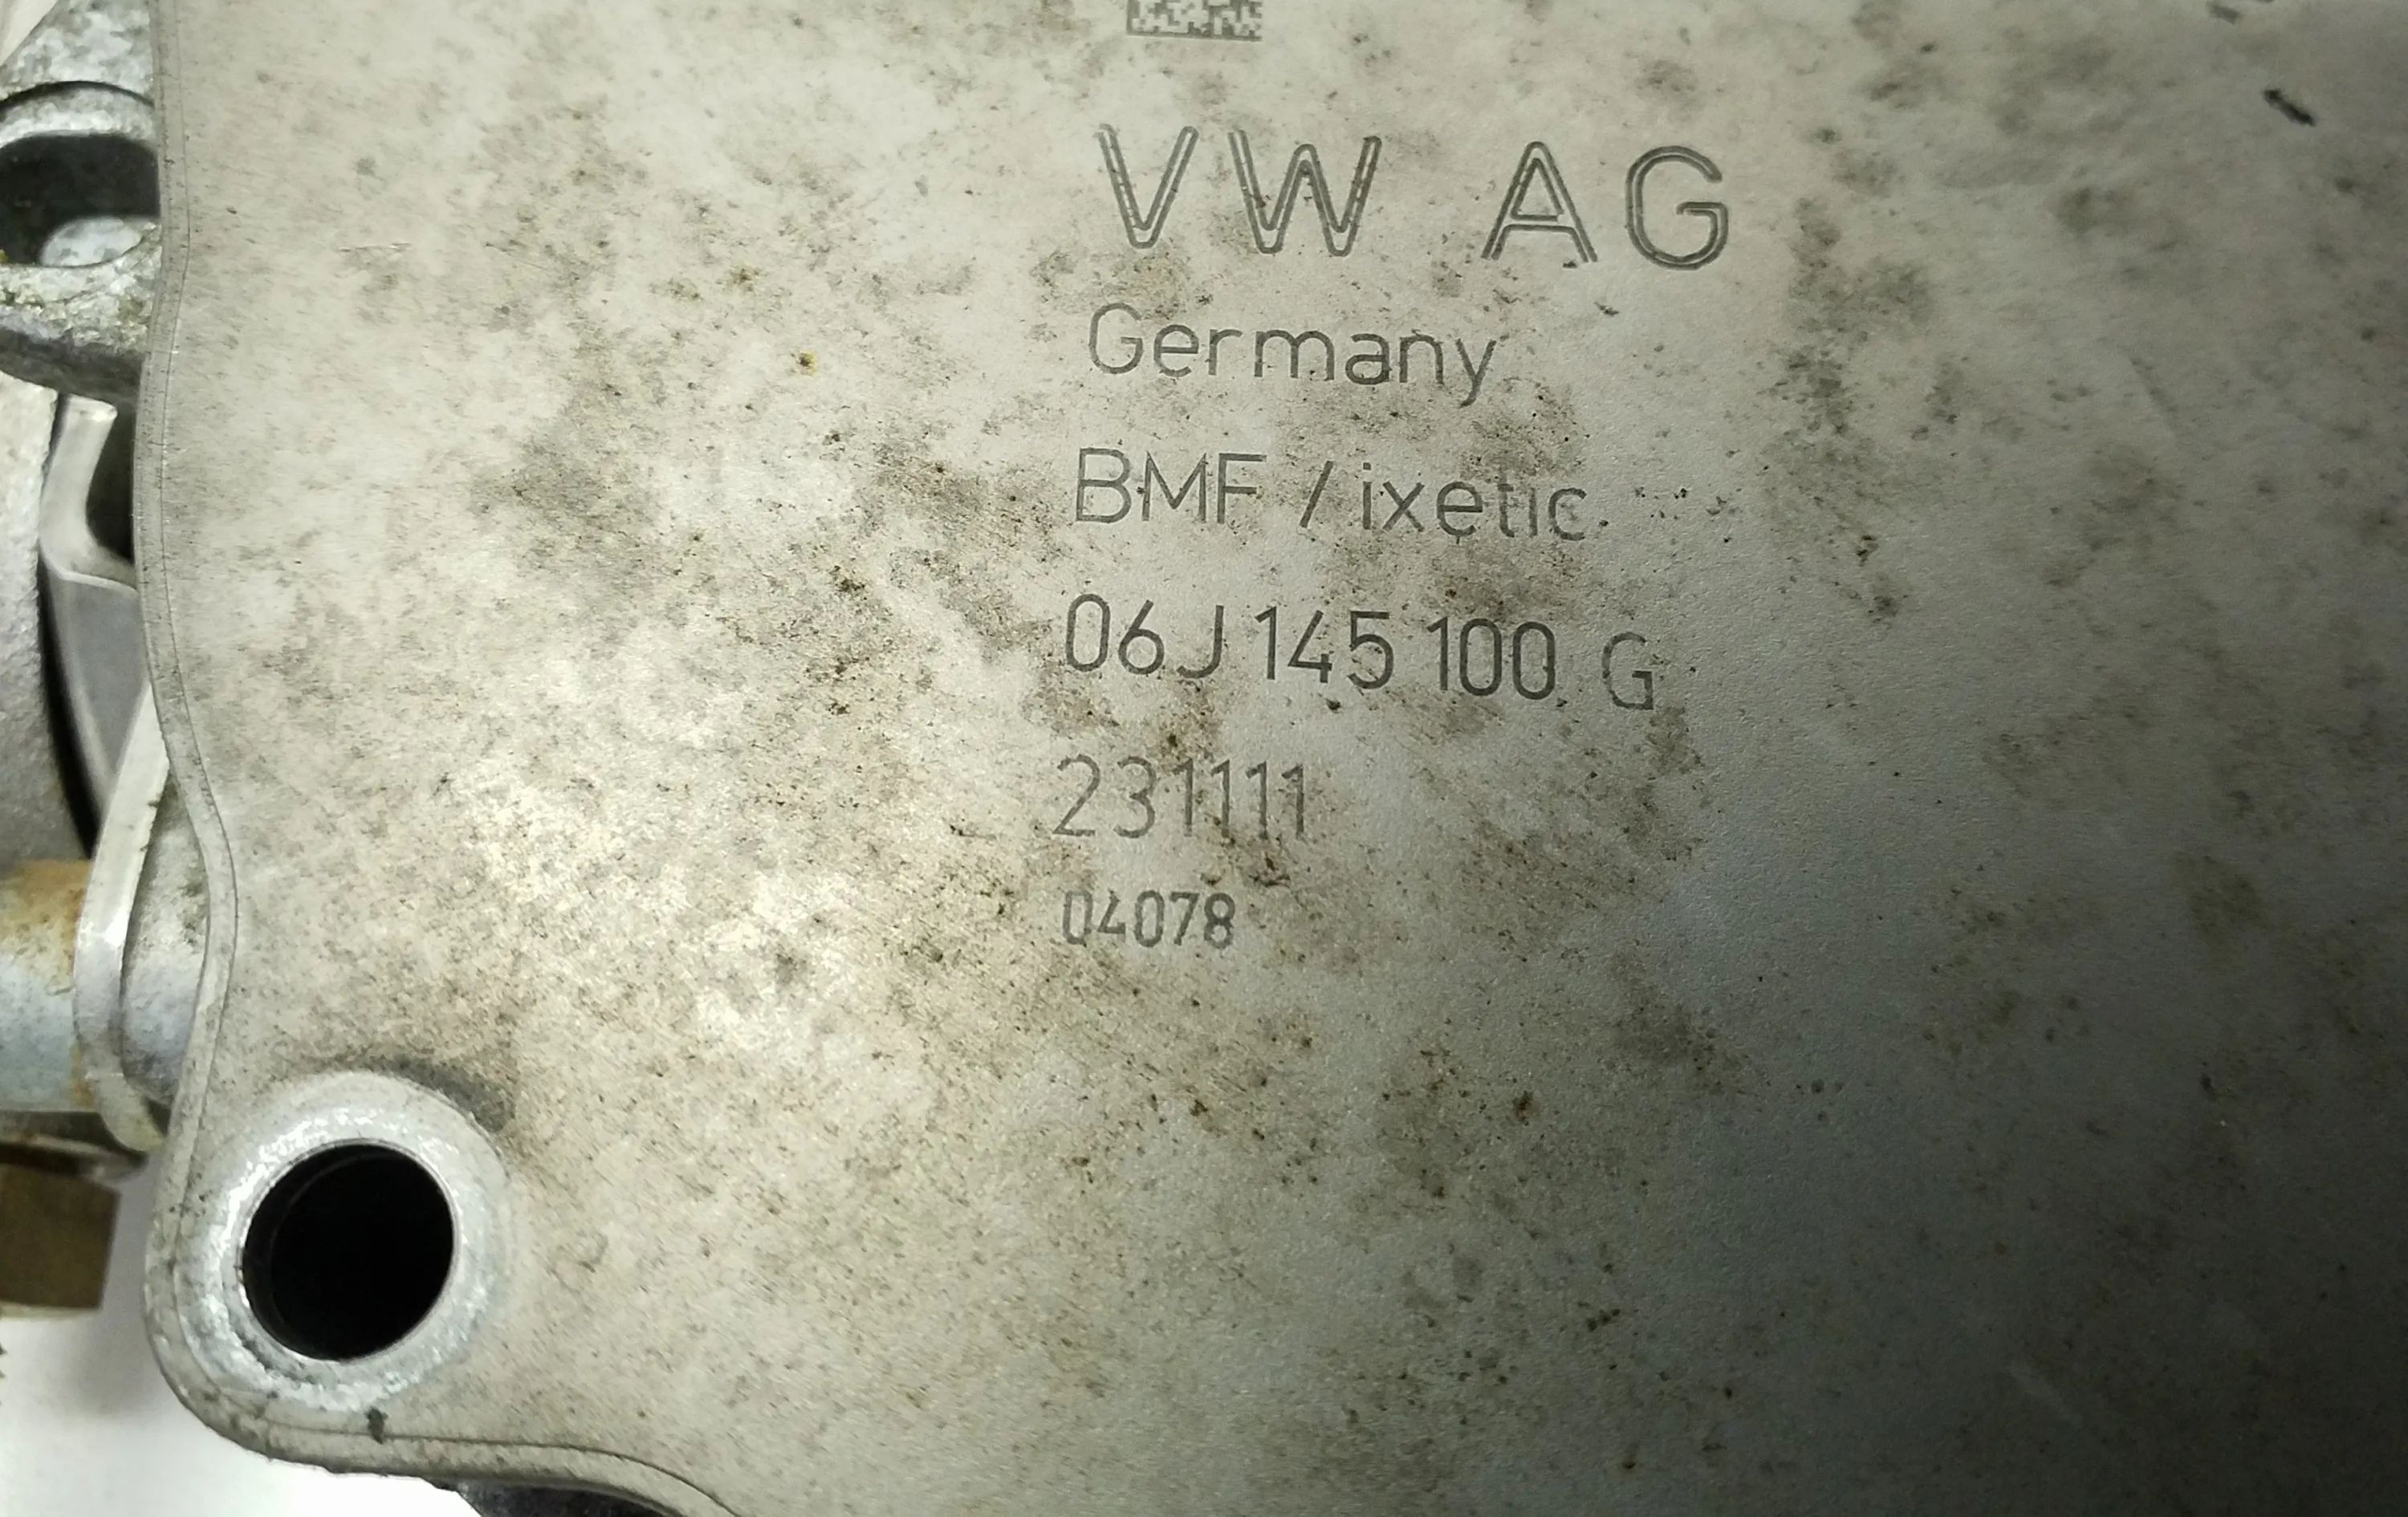 VW AG
Germany
BMF / ixetic
06J 145 100 G
231111
04078